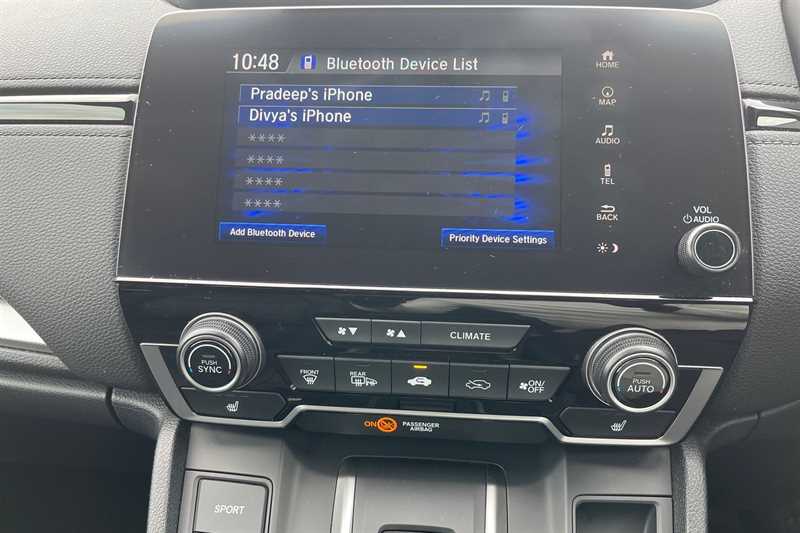 10:48 Bluetooth Device List
Pradeep's iPhone
Divya's iPhone
****
****
****
****
Add Bluetooth Device
Priority Device Settings
HOME
MAP
AUDIO
TEL
BACK
VOL
AUDIO
CLIMATE
PUSH
SYNC
FRONT
REAR
ON/
OFF
PUSH
AUTO
ON OFF PASSENGER
AIRBAG
SPORT